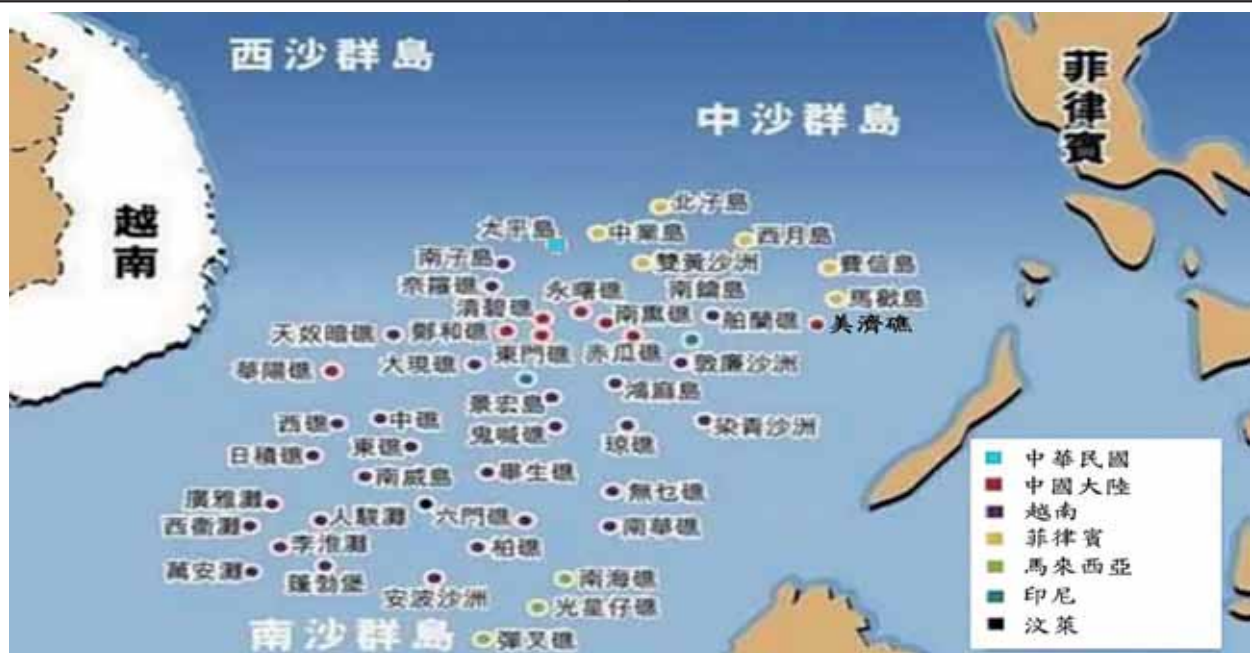 西沙群島
中沙群島
菲律賓
越南
北子島
太平島
中業島
西月島
南子島
雙黃沙洲
費信島
奈羅礁
永曙礁
南鑰島
馬歡島
清碧礁
南熏礁
舶蘭礁
美濟礁
天奴暗礁
鄭和礁
東門礁
赤瓜礁
華陽礁
大現礁
敦廉沙洲
景宏島
鴻庥島
西礁
中礁
鬼喊礁
染青沙洲
東礁
琼礁
日積礁
南威島
畢生礁
無乜礁
廣雅灘
西衛灘
人駿灘
六門礁
南華礁
李准灘
柏礁
萬安灘
蓬勃堡
安波沙洲
南海礁
光星仔礁
南沙群島
彈叉礁
中華民國
中國大陸
越南
菲律賓
馬來西亞
印尼
汶萊